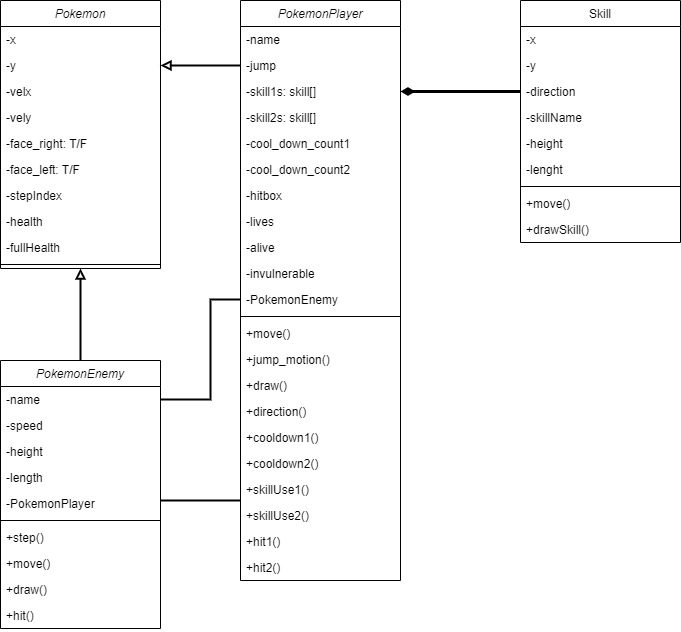 Pokemon
-x
-y
-velx
-vely
-face_right: T/F
-face_left: T/F
-stepIndex
-health
-fullHealth
PokemonPlayer
-name
-jump
-skill1s: skill[]
-skill2s: skill[]
-cool_down_count1
-cool_down_count2
-hitbox
-lives
-alive
-invulnerable
-PokemonEnemy
+move()
+jump_motion()
+draw()
+direction()
+cooldown1()
+cooldown2()
+skillUse1()
+skillUse2()
+hit1()
+hit2()
Skill
-x
-y
-direction
-skillName
-height
-lenght
+move()
+drawSkill()
PokemonEnemy
-name
-speed
-height
-length
-PokemonPlayer
+step()
+move()
+draw()
+hit()